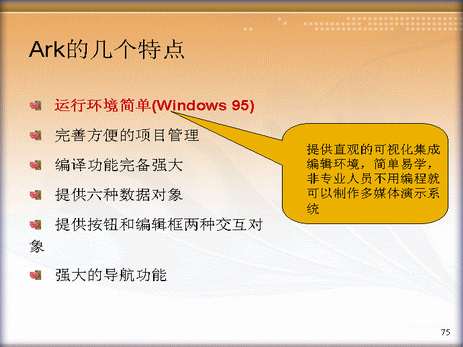 Ark的几个特点
运行环境简单(Windows 95)
完善方便的项目管理
编译功能完备强大
提供六种数据对象
提供按钮和编辑框两种交互对
象
强大的导航功能
提供直观的可视化集成
编辑环境，简单易学，
非专业人员不用编程就
可以制作多媒体演示系
统
75